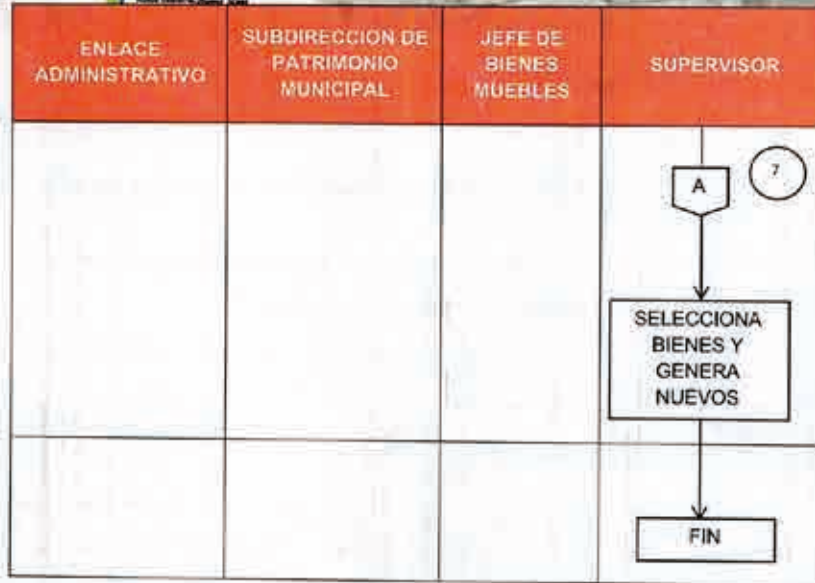 ENLACE
ADMINISTRATIVO
SUBDIRECCION DE
PATRIMONIO
MUNICIPAL
JEFE DE
BIENES
MUEBLES
SUPERVISOR
A
7
SELECCIONA
BIENES Y
GENERA
NUEVOS
FIN